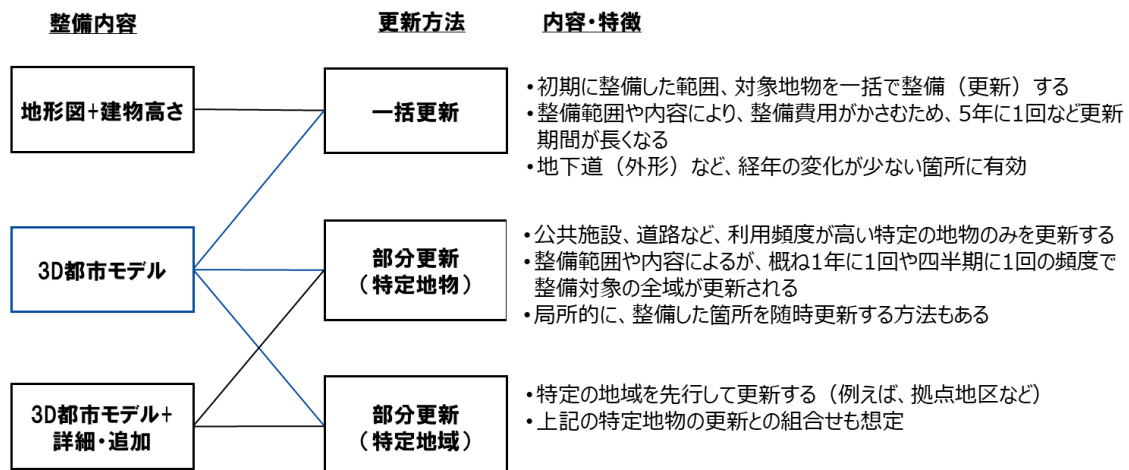 整備内容
更新方法
内容・特徴
地形図+建物高さ
一括更新
•初期に整備した範囲、対象地物を一括で整備（更新）する
•整備範囲や内容により、整備費用がかさむため、5年に1回など更新
期間が長くなる
•地下道（外形）など、経年の変化が少ない箇所に有効
3D都市モデル
部分更新
（特定地物）
•公共施設、道路など、利用頻度が高い特定の地物のみを更新する
•整備範囲や内容によるが、概ね1年に1回や四半期に1回の頻度で
整備対象の全域が更新される
•局所的に、整備した箇所を随時更新する方法もある
3D都市モデル+
詳細・追加
部分更新
（特定地域）
•特定の地域を先行して更新する（例えば、拠点地区など）
•上記の特定地物の更新との組合せも想定